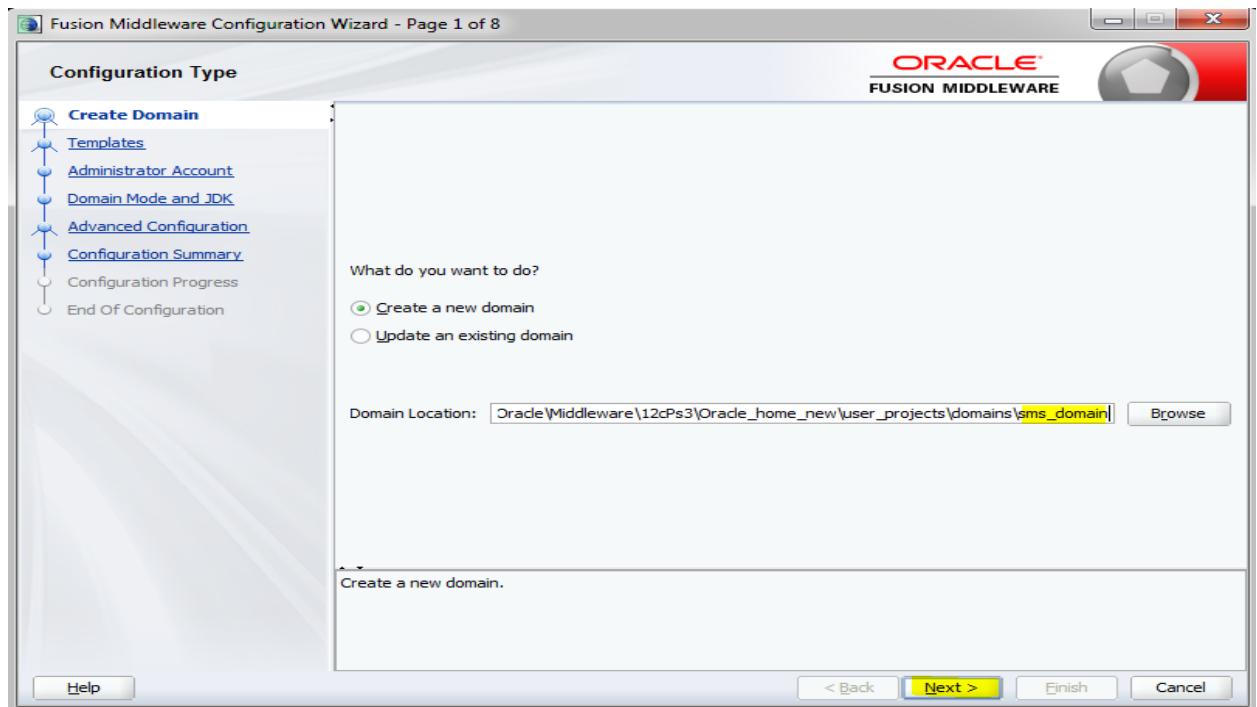 Fusion Middleware Configuration Wizard - Page 1 of 8
Configuration Type
ORACLE
FUSION MIDDLEWARE
Create Domain
Templates
Administrator Account
Domain Mode and JDK
Advanced Configuration
Configuration Summary
Configuration Progress
End Of Configuration
What do you want to do?
Create a new domain
Update an existing domain
Domain Location: Oracle\Middleware\12cPs3\Oracle_home_new\user_projects\domains\sms_domain Browse
Create a new domain.
Help < Back Next > Finish Cancel